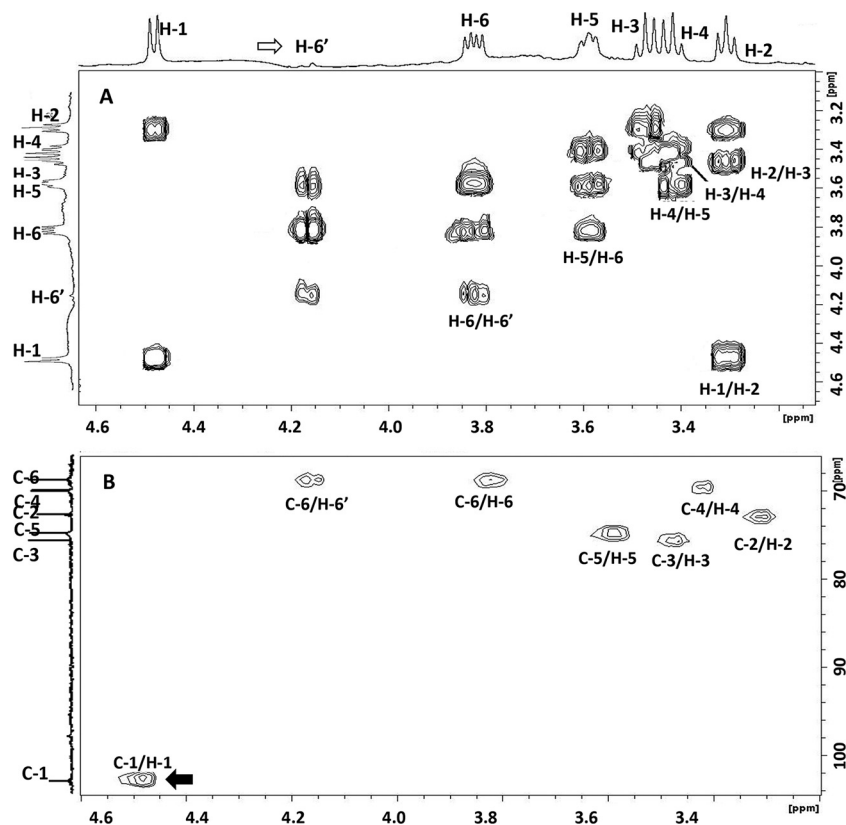 H-1
H-6’
H-6
H-5
H-3
H-4
H-2
A
[ppm]
H-2
H-4
H-3
H-5
H-6
H-6’
H-1
3.2
3.4
3.6
3.8
4.0
4.2
4.4
4.6
H-2/H-3
H-3/H-4
H-4/H-5
H-5/H-6
H-6/H-6’
H-1/H-2
4.6
4.4
4.2
4.0
3.8
3.6
3.4
[ppm]
B
[ppm]
C-6
C-4
C-2
C-5
C-3
C-1
70
80
90
100
C-6/H-6’
C-6/H-6
C-4/H-4
C-2/H-2
C-5/H-5
C-3/H-3
C-1/H-1
4.6
4.4
4.2
4.0
3.8
3.6
3.4
[ppm]